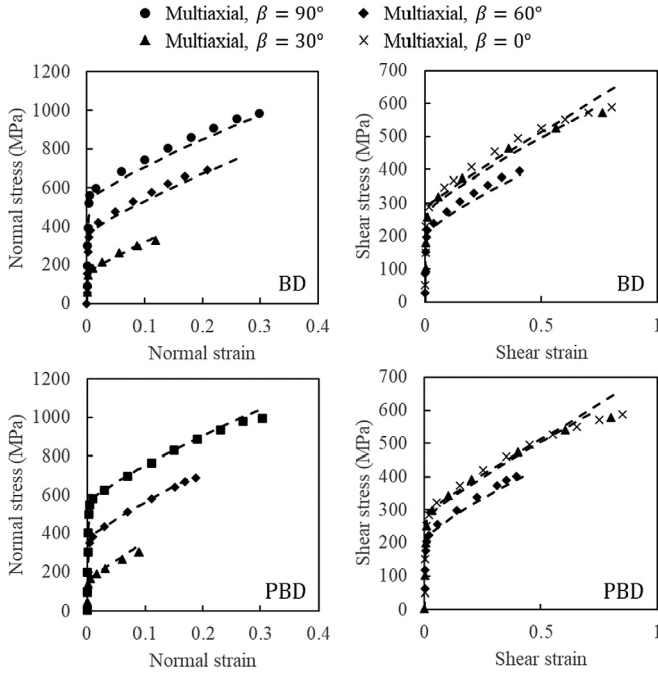 Multiaxial, β = 90°
Multiaxial, β = 60°
Multiaxial, β = 30°
Multiaxial, β = 0°
1200
1000
800
600
400
200
0
Normal stress (MPa)
BD
0
0.1
0.2
0.3
0.4
Normal strain
700
600
500
400
300
200
100
0
Shear stress (MPa)
BD
0
0.5
1
Shear strain
1200
1000
800
600
400
200
0
Normal stress (MPa)
PBD
0
0.1
0.2
0.3
0.4
Normal strain
700
600
500
400
300
200
100
0
Shear stress (MPa)
PBD
0
0.5
1
Shear strain